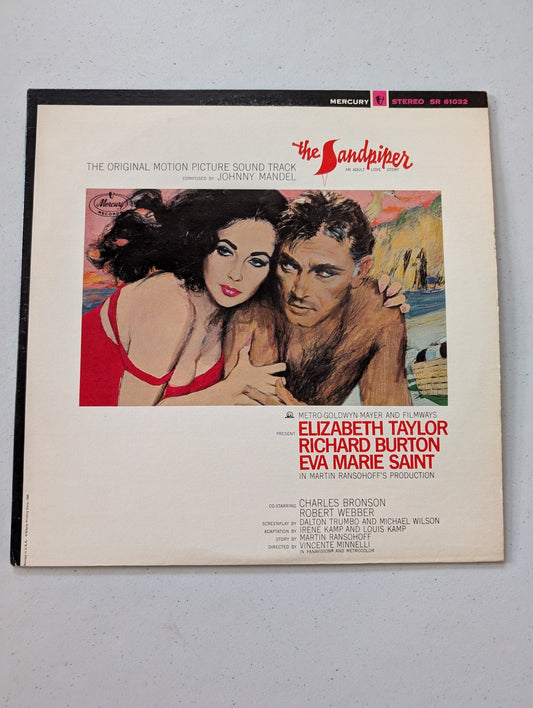 MERCURY STEREO SR 61032
the Sandpiper
AN ADULT LOVE STORY
THE ORIGINAL MOTION PICTURE SOUND TRACK
COMPOSED BY JOHNNY MANDEL
Mercury
RECORDS
METRO-GOLDWYN-MAYER AND FILMWAYS
PRESENT ELIZABETH TAYLOR
RICHARD BURTON
EVA MARIE SAINT
IN MARTIN RANSOHOFF'S PRODUCTION
CO-STARRING CHARLES BRONSON
ROBERT WEBBER
SCREENPLAY BY DALTON TRUMBO AND MICHAEL WILSON
ADAPTATION BY IRENE KAMP AND LOUIS KAMP
STORY BY MARTIN RANSOHOFF
DIRECTED BY VINCENTE MINNELLI
IN PANAVISION® AND METROCOLOR